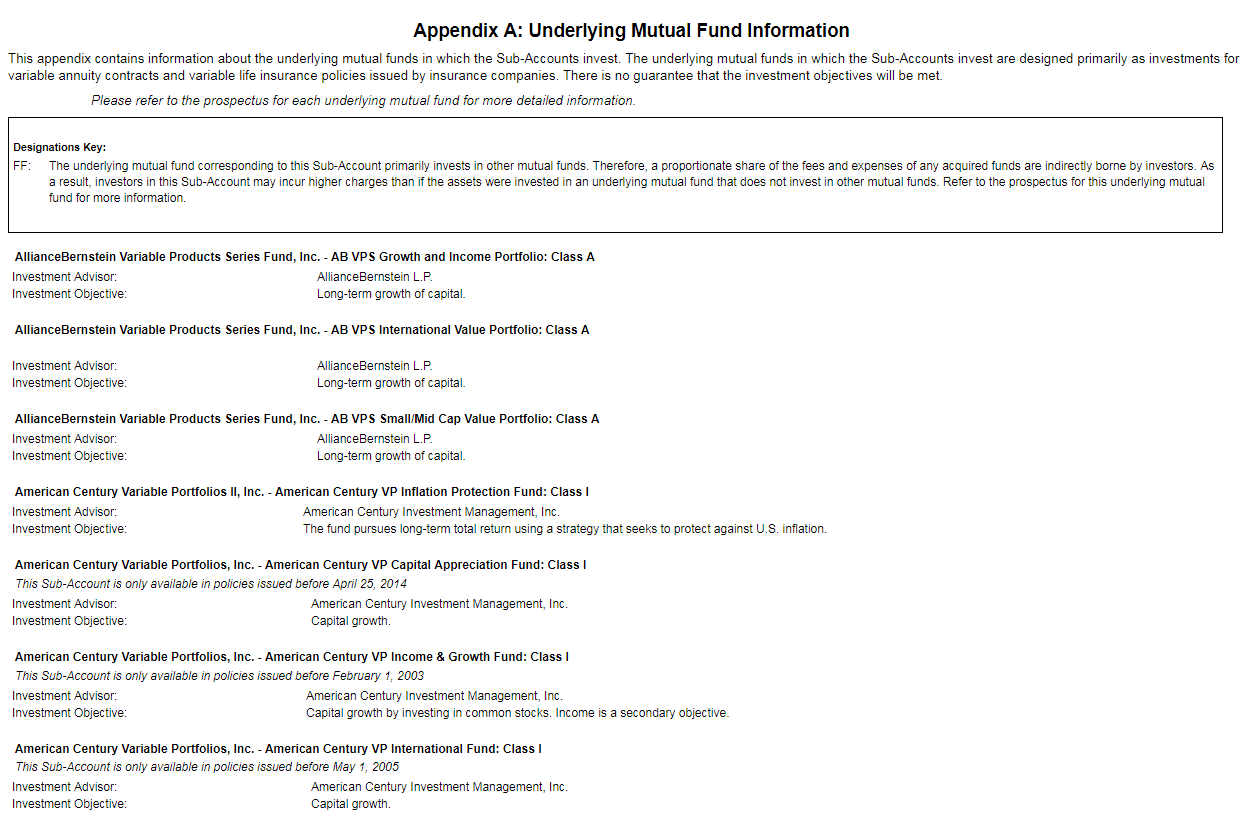 Appendix A: Underlying Mutual Fund Information
This appendix contains information about the underlying mutual funds in which the Sub-Accounts invest. The underlying mutual funds in which the Sub-Accounts invest are designed primarily as investments for
variable annuity contracts and variable life insurance policies issued by insurance companies. There is no guarantee that the investment objectives will be met.
Please refer to the prospectus for each underlying mutual fund for more detailed information.
Designations Key:
FF: The underlying mutual fund corresponding to this Sub-Account primarily invests in other mutual funds. Therefore, a proportionate share of the fees and expenses of any acquired funds are indirectly borne by investors. As
a result, investors in this Sub-Account may incur higher charges than if the assets were invested in an underlying mutual fund that does not invest in other mutual funds. Refer to the prospectus for this underlying mutual
fund for more information.
AllianceBernstein Variable Products Series Fund, Inc. - AB VPS Growth and Income Portfolio: Class A
Investment Advisor: AllianceBernstein L.P.
Investment Objective: Long-term growth of capital.
AllianceBernstein Variable Products Series Fund, Inc. - AB VPS International Value Portfolio: Class A
Investment Advisor: AllianceBernstein L.P.
Investment Objective: Long-term growth of capital.
AllianceBernstein Variable Products Series Fund, Inc. - AB VPS Small/Mid Cap Value Portfolio: Class A
Investment Advisor: AllianceBernstein L.P.
Investment Objective: Long-term growth of capital.
American Century Variable Portfolios II, Inc. - American Century VP Inflation Protection Fund: Class I
Investment Advisor: American Century Investment Management, Inc.
Investment Objective: The fund pursues long-term total return using a strategy that seeks to protect against U.S. inflation.
American Century Variable Portfolios, Inc. - American Century VP Capital Appreciation Fund: Class I
This Sub-Account is only available in policies issued before April 25, 2014
Investment Advisor: American Century Investment Management, Inc.
Investment Objective: Capital growth.
American Century Variable Portfolios, Inc. - American Century VP Income & Growth Fund: Class I
This Sub-Account is only available in policies issued before February 1, 2003
Investment Advisor: American Century Investment Management, Inc.
Investment Objective: Capital growth by investing in common stocks. Income is a secondary objective.
American Century Variable Portfolios, Inc. - American Century VP International Fund: Class I
This Sub-Account is only available in policies issued before May 1, 2005
Investment Advisor: American Century Investment Management, Inc.
Investment Objective: Capital growth.